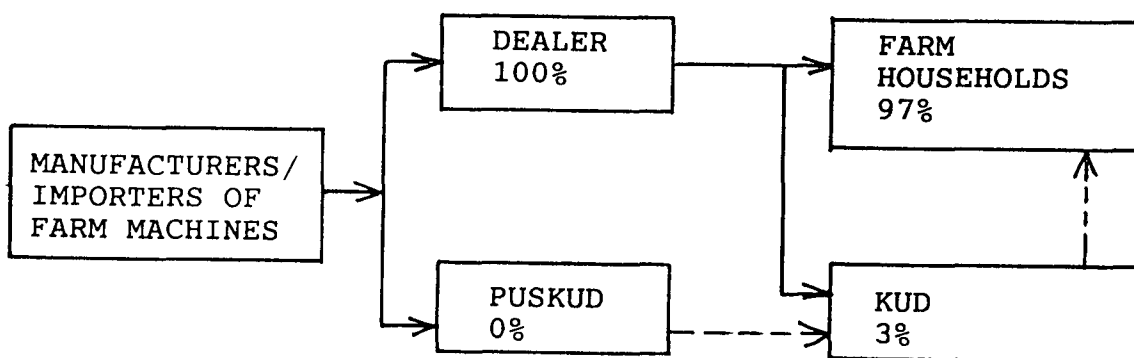 MANUFACTURERS/
IMPORTERS OF
FARM MACHINES
DEALER
100%
PUSKUD
0%
FARM
HOUSEHOLDS
97%
KUD
3%